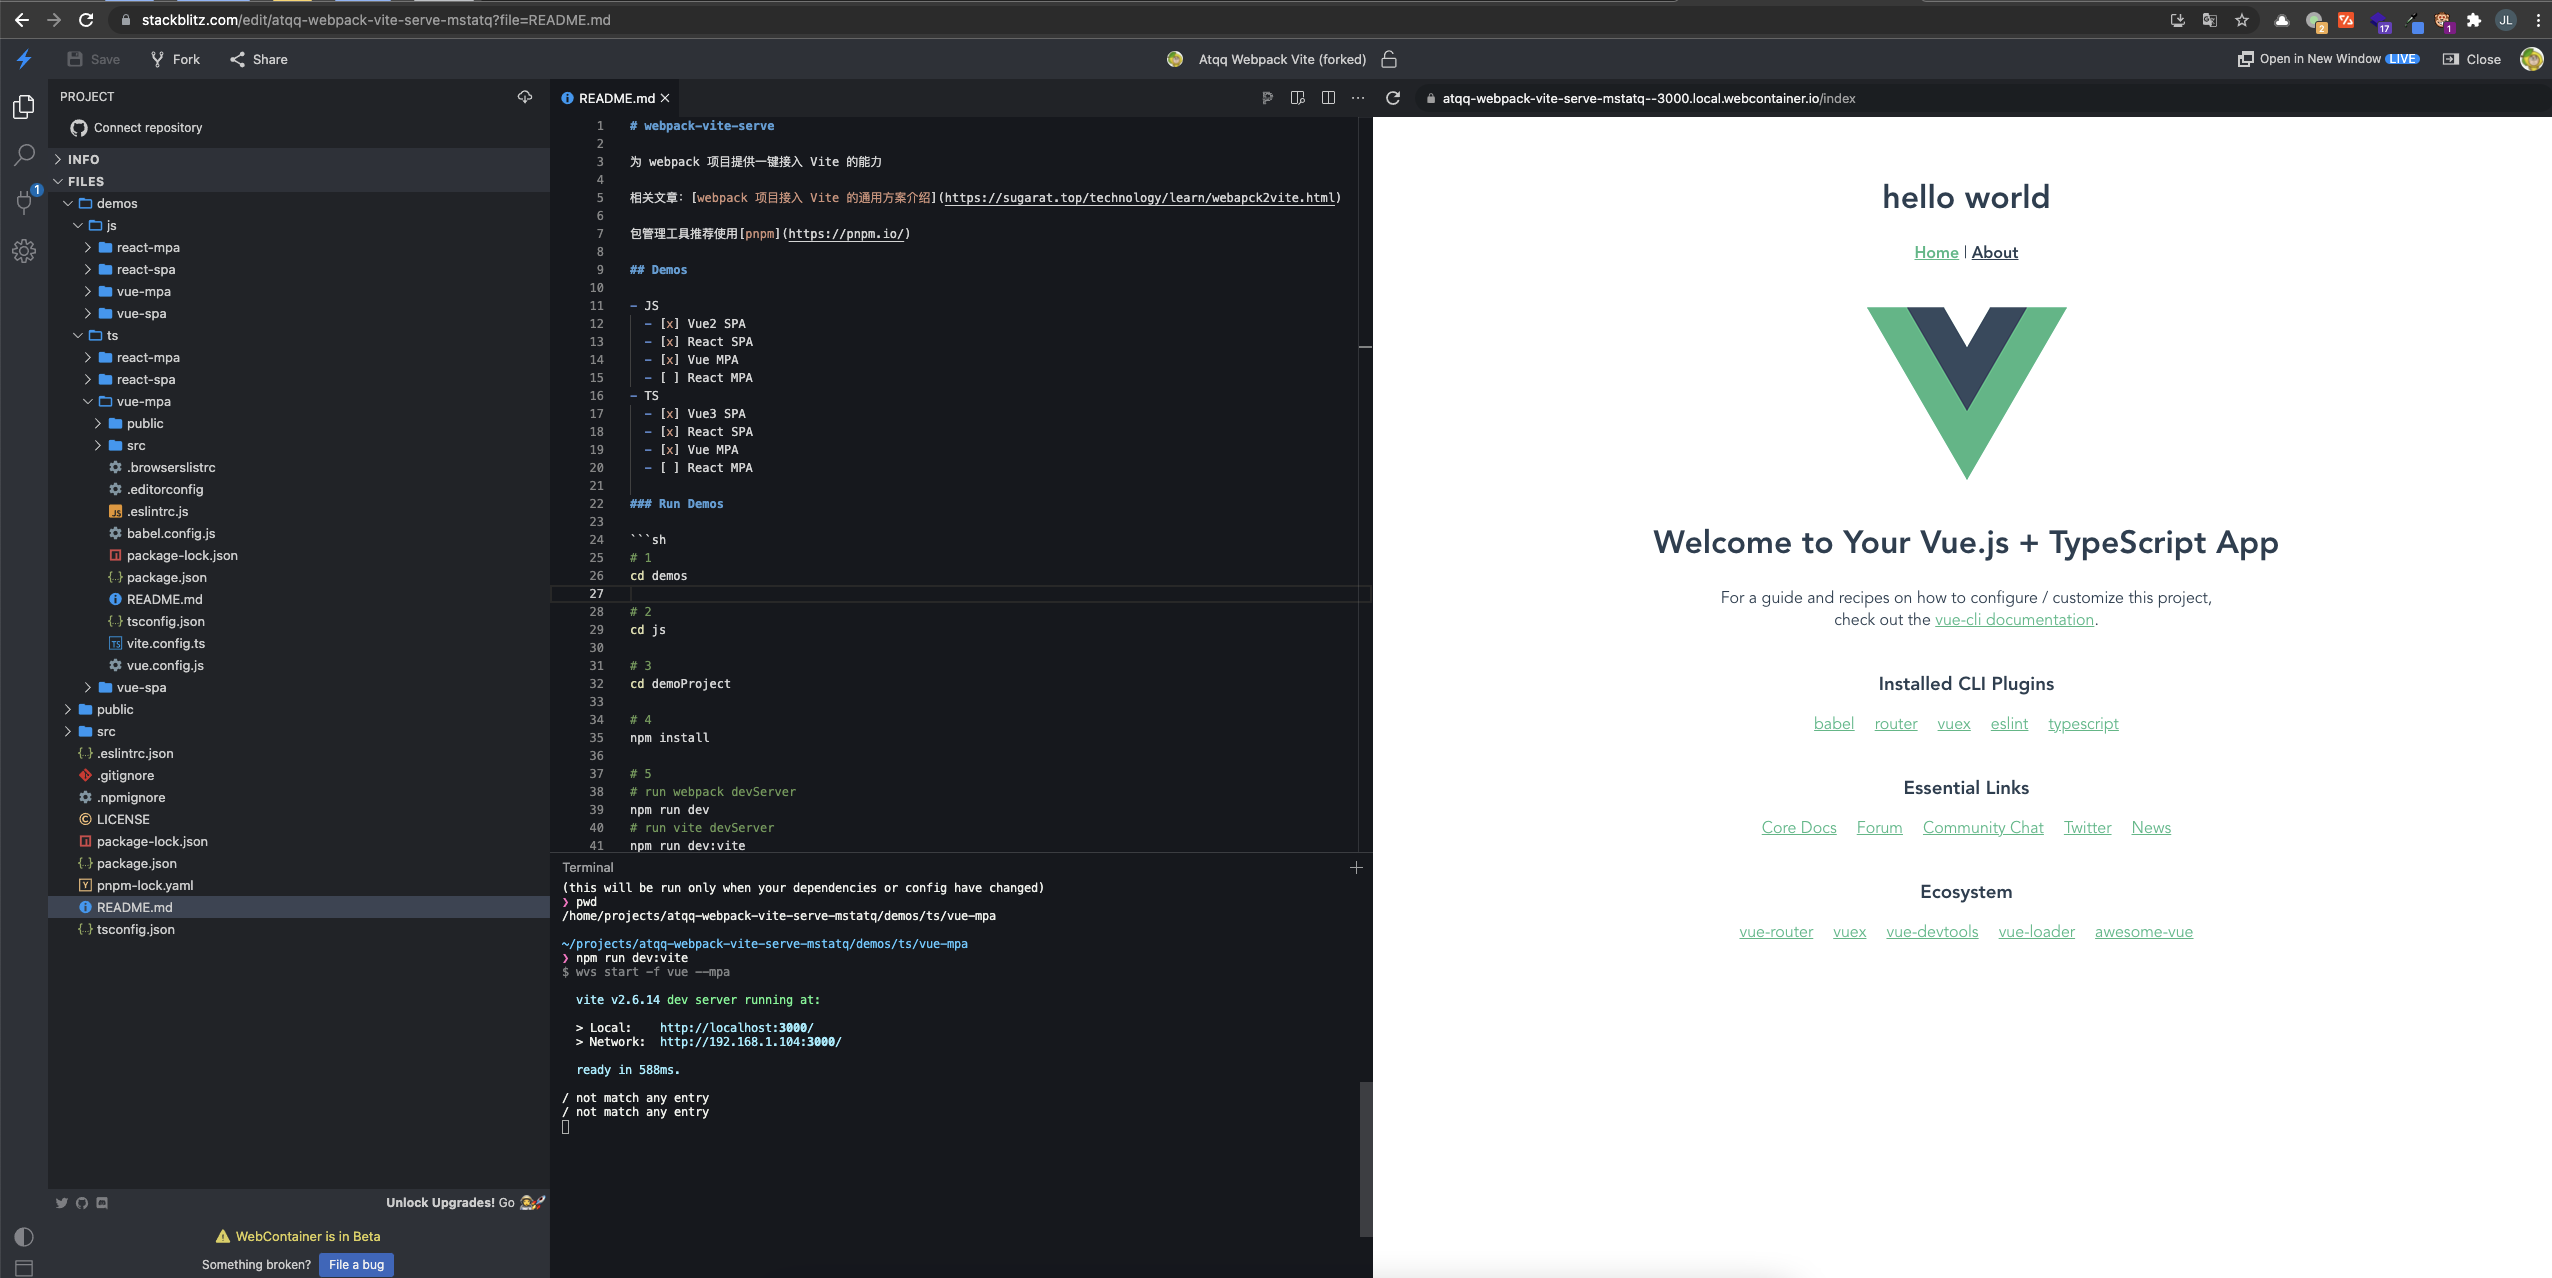 stackblitz.com/edit/atqq-webpack-vite-serve-mstatq?file=README.md
2
17
1
JL
Save
Fork
Share
Atqq Webpack Vite (forked)
Open in New Window LIVE
Close
PROJECT
Connect repository
1
INFO
FILES
demos
js
react-mpa
react-spa
vue-mpa
vue-spa
ts
react-mpa
react-spa
vue-mpa
public
src
.browserslistrc
.editorconfig
JS .eslintrc.js
babel.config.js
package-lock.json
{..} package.json
README.md
{..} tsconfig.json
TS vite.config.ts
vue.config.js
vue-spa
public
src
{..} .eslintrc.json
.gitignore
.npmignore
LICENSE
package-lock.json
{..} package.json
Y pnpm-lock.yaml
README.md
{..} tsconfig.json
Unlock Upgrades! Go
WebContainer is in Beta
Something broken? File a bug
README.md
1 # webpack-vite-serve
2
3 为 webpack 项目提供一键接入 Vite 的能力
4
5 相关文章: [webpack 项目接入 Vite 的通用方案介绍](https://sugarat.top/technology/learn/webapck2vite.html)
6
7 包管理工具推荐使用[pnpm](https://pnpm.io/)
8
9 ## Demos
10
11 - JS
12 - [x] Vue2 SPA
13 - [x] React SPA
14 - [x] Vue MPA
15 - [ ] React MPA
16 - TS
17 - [x] Vue3 SPA
18 - [x] React SPA
19 - [x] Vue MPA
20 - [ ] React MPA
21
22 ### Run Demos
23
24 ```sh
25 # 1
26 cd demos
27
28 # 2
29 cd js
30
31 # 3
32 cd demoProject
33
34 # 4
35 npm install
36
37 # 5
38 # run webpack devServer
39 npm run dev
40 # run vite devServer
41 npm run dev:vite
Terminal
(this will be run only when your dependencies or config have changed)
❯ pwd
/home/projects/atqq-webpack-vite-serve-mstatq/demos/ts/vue-mpa
~/projects/atqq-webpack-vite-serve-mstatq/demos/ts/vue-mpa
❯ npm run dev:vite
$ wvs start -f vue --mpa
vite v2.6.14 dev server running at:
> Local: http://localhost:3000/
> Network: http://192.168.1.104:3000/
ready in 588ms.
/ not match any entry
/ not match any entry
atqq-webpack-vite-serve-mstatq--3000.local.webcontainer.io/index
hello world
Home | About
Welcome to Your Vue.js + TypeScript App
For a guide and recipes on how to configure / customize this project,
check out the vue-cli documentation.
Installed CLI Plugins
babel router vuex eslint typescript
Essential Links
Core Docs Forum Community Chat Twitter News
Ecosystem
vue-router vuex vue-devtools vue-loader awesome-vue